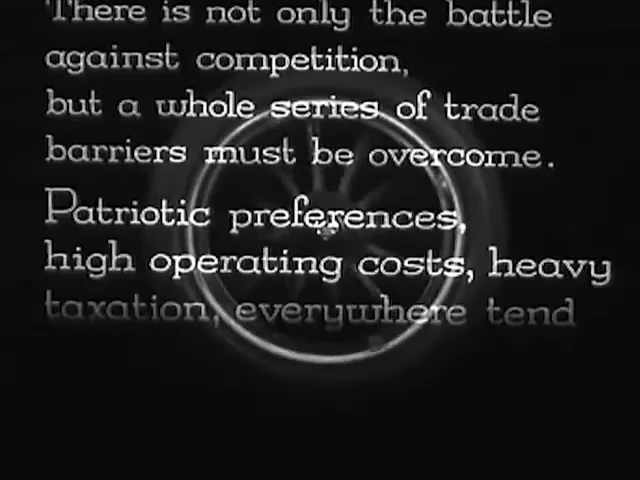 There is not only the battle
against competition,
but a whole series of trade
barriers must be overcome.
Patriotic preferences,
high operating costs, heavy
taxation, everywhere tend